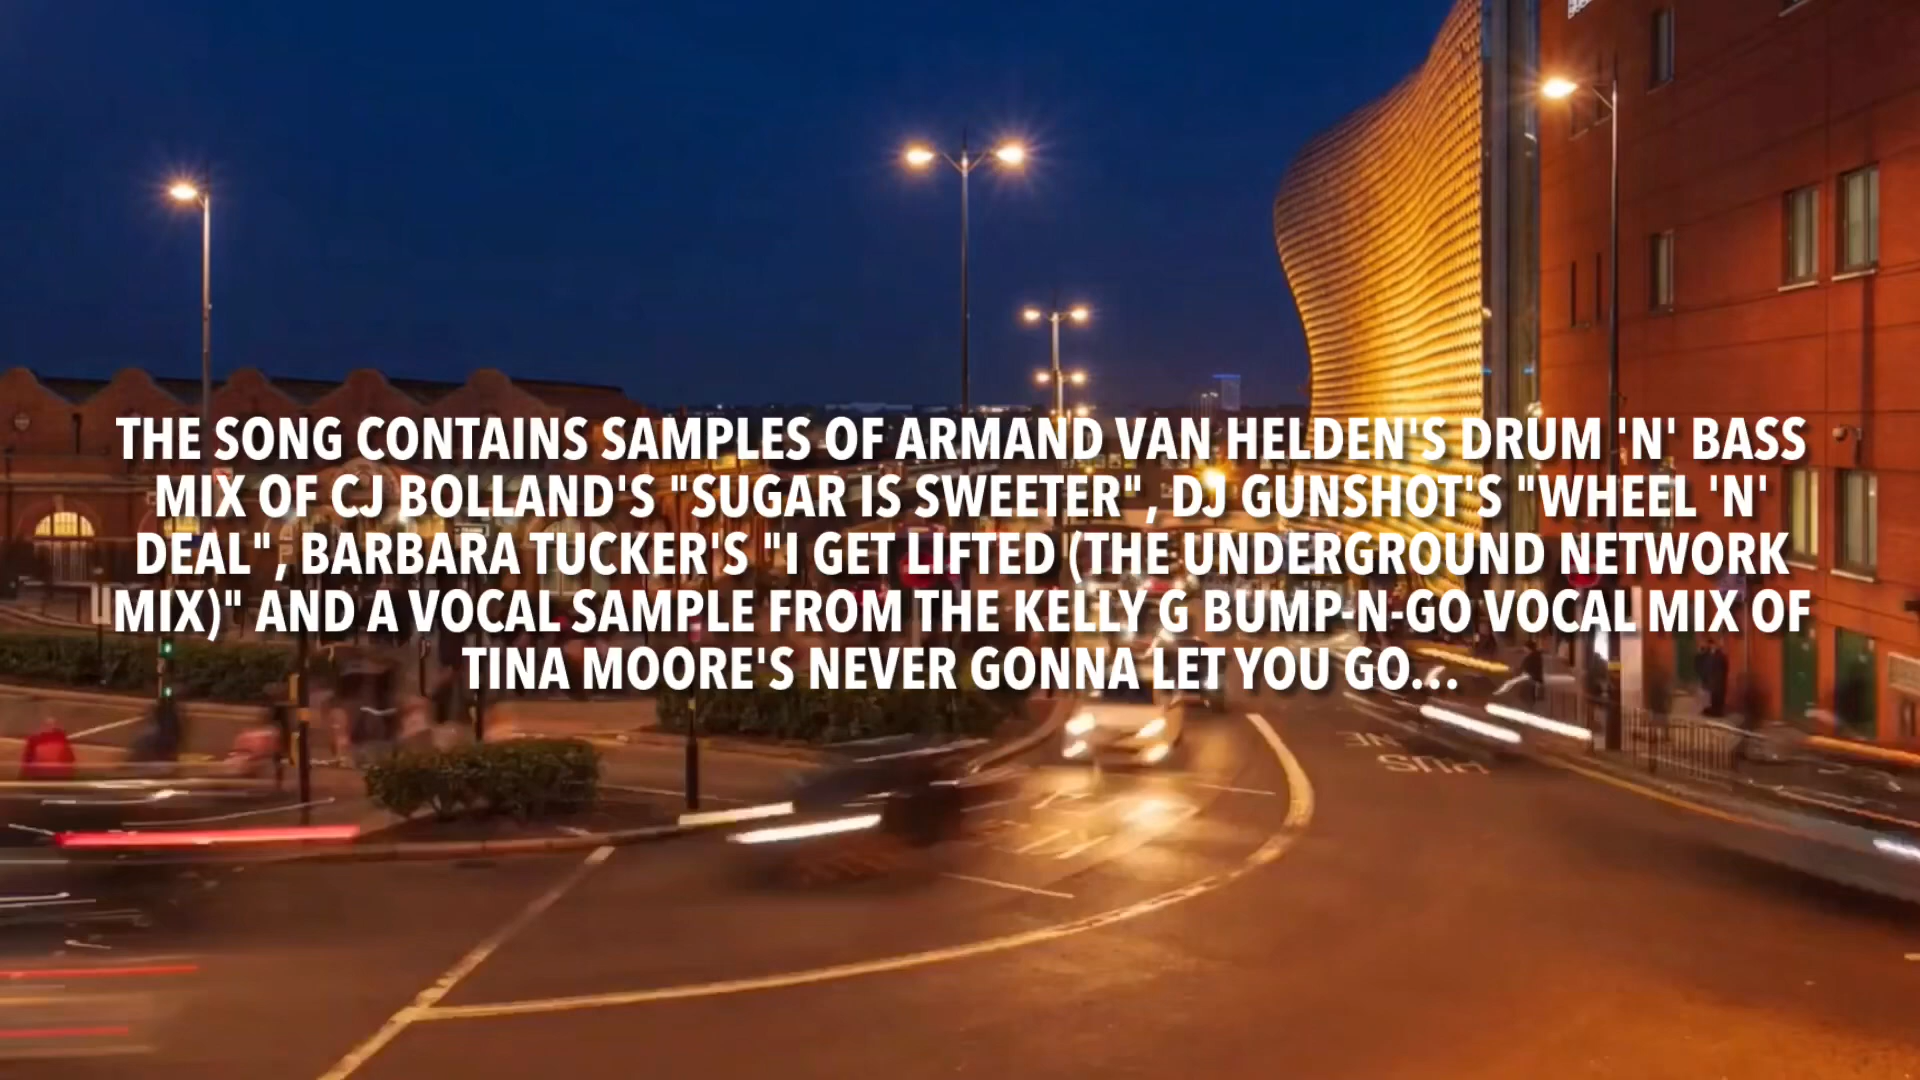 THE SONG CONTAINS SAMPLES OF ARMAND VAN HELDEN'S DRUM 'N' BASS
MIX OF CJ BOLLAND'S "SUGAR IS SWEETER", DJ GUNSHOT'S "WHEEL 'N'
DEAL", BARBARA TUCKER'S "I GET LIFTED (THE UNDERGROUND NETWORK
MIX)" AND A VOCAL SAMPLE FROM THE KELLY G BUMP-N-GO VOCAL MIX OF
TINA MOORE'S NEVER GONNA LET YOU GO...